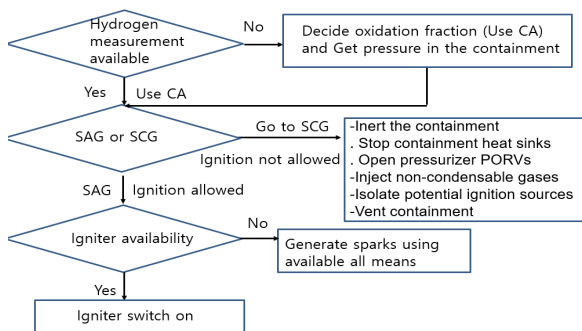 Hydrogen
measurement
available
No
Decide oxidation fraction (Use CA)
and Get pressure in the containment
Yes
Use CA
SAG or SCG
Go to SCG
Ignition not allowed
-Inert the containment
. Stop containment heat sinks
. Open pressurizer PORVs
-Inject non-condensable gases
-Isolate potential ignition sources
-Vent containment
SAG
Ignition allowed
Igniter availability
No
Generate sparks using
available all means
Yes
Igniter switch on